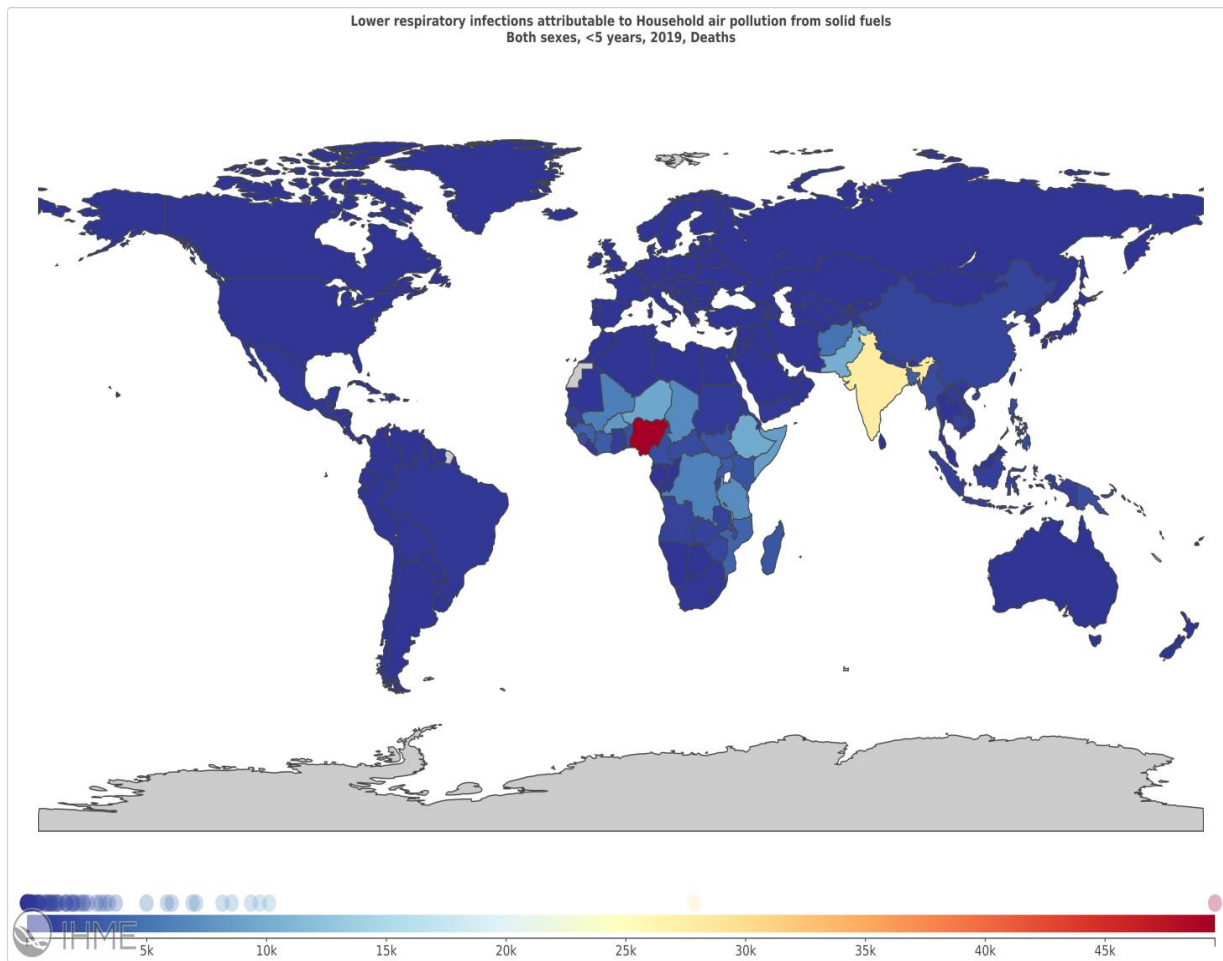 Lower respiratory infections attributable to Household air pollution from solid fuels
Both sexes, <5 years, 2019, Deaths
IHME
5k 10k 15k 20k 25k 30k 35k 40k 45k